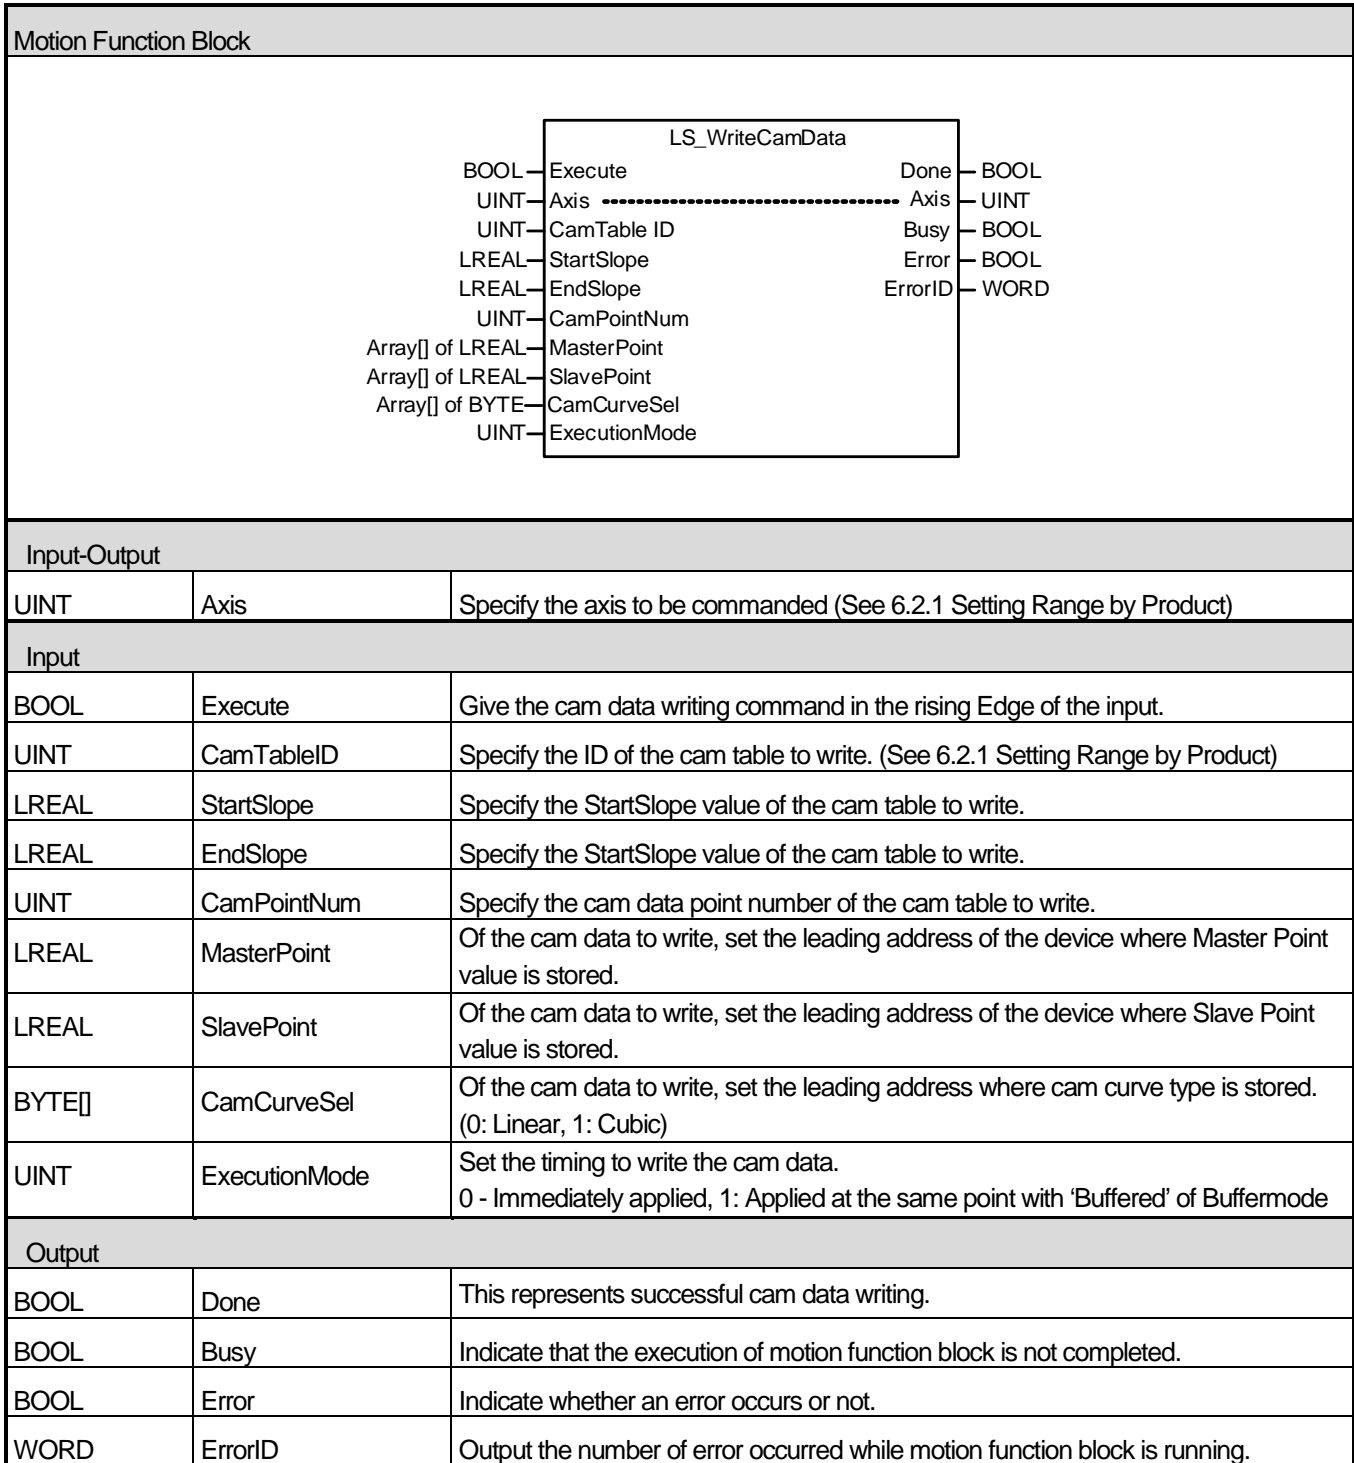 Motion Function Block
LS_WriteCamData
BOOL Execute Done BOOL
UINT Axis Axis UINT
UINT CamTable ID Busy BOOL
LREAL StartSlope Error BOOL
LREAL EndSlope ErrorID WORD
UINT CamPointNum
Array[] of LREAL MasterPoint
Array[] of LREAL SlavePoint
Array[] of BYTE CamCurveSel
UINT ExecutionMode
Input-Output
UINT Axis Specify the axis to be commanded (See 6.2.1 Setting Range by Product)
Input
BOOL Execute Give the cam data writing command in the rising Edge of the input.
UINT CamTableID Specify the ID of the cam table to write. (See 6.2.1 Setting Range by Product)
LREAL StartSlope Specify the StartSlope value of the cam table to write.
LREAL EndSlope Specify the StartSlope value of the cam table to write.
UINT CamPointNum Specify the cam data point number of the cam table to write.
LREAL MasterPoint Of the cam data to write, set the leading address of the device where Master Point
value is stored.
LREAL SlavePoint Of the cam data to write, set the leading address of the device where Slave Point
value is stored.
BYTE[] CamCurveSel Of the cam data to write, set the leading address where cam curve type is stored.
(0: Linear, 1: Cubic)
UINT ExecutionMode Set the timing to write the cam data.
0 - Immediately applied, 1: Applied at the same point with ‘Buffered’ of Buffermode
Output
BOOL Done This represents successful cam data writing.
BOOL Busy Indicate that the execution of motion function block is not completed.
BOOL Error Indicate whether an error occurs or not.
WORD ErrorID Output the number of error occurred while motion function block is running.